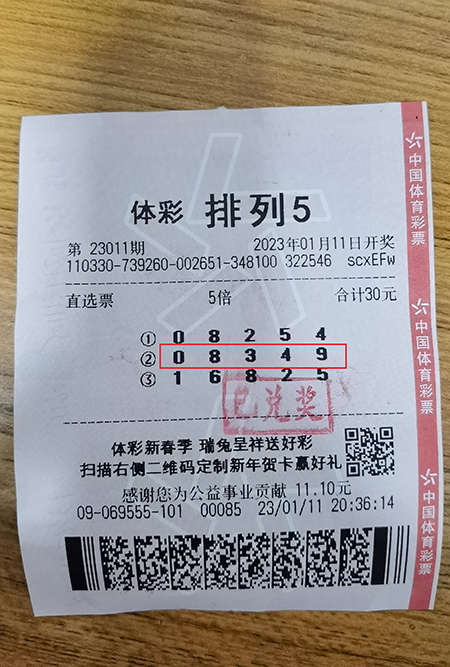 体彩 排列5
第 23011期 2023年01月11日开奖
110330-739260-002651-348100 322546 scxEFw
直选票 5倍 合计30元
① 0 8 2 5 4
② 0 8 3 4 9
③ 1 6 8 2 5
已兑奖
体彩新春季 瑞兔呈祥送好彩
扫描右侧二维码定制新年贺卡赢好礼
感谢您为公益事业贡献 11.10元
09-069555-101 00085 23/01/11 20:36:14
中国体育彩票
中国体育彩票
中国体育彩票